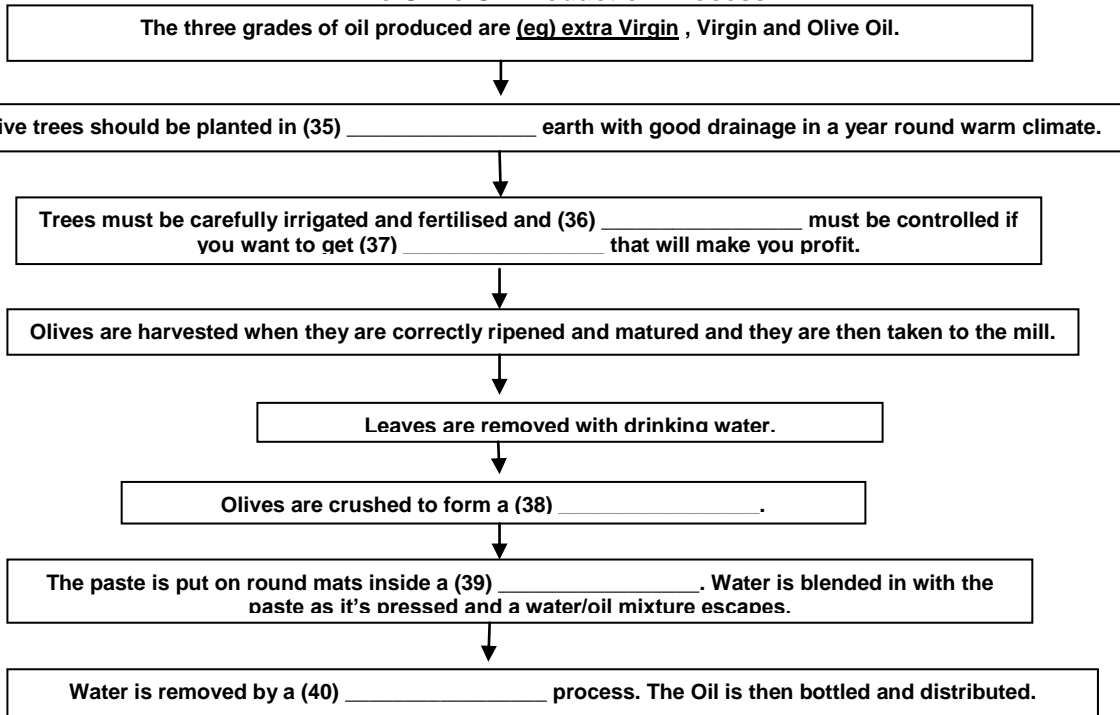 The three grades of oil produced are (eg) extra Virgin , Virgin and Olive Oil.
ive trees should be planted in (35) ________________ earth with good drainage in a year round warm climate.
Trees must be carefully irrigated and fertilised and (36) _________________ must be controlled if
you want to get (37) _________________ that will make you profit.
Olives are harvested when they are correctly ripened and matured and they are then taken to the mill.
Leaves are removed with drinking water.
Olives are crushed to form a (38) _________________.
The paste is put on round mats inside a (39) _________________. Water is blended in with the
paste as it's pressed and a water/oil mixture escapes.
Water is removed by a (40) _________________ process. The Oil is then bottled and distributed.